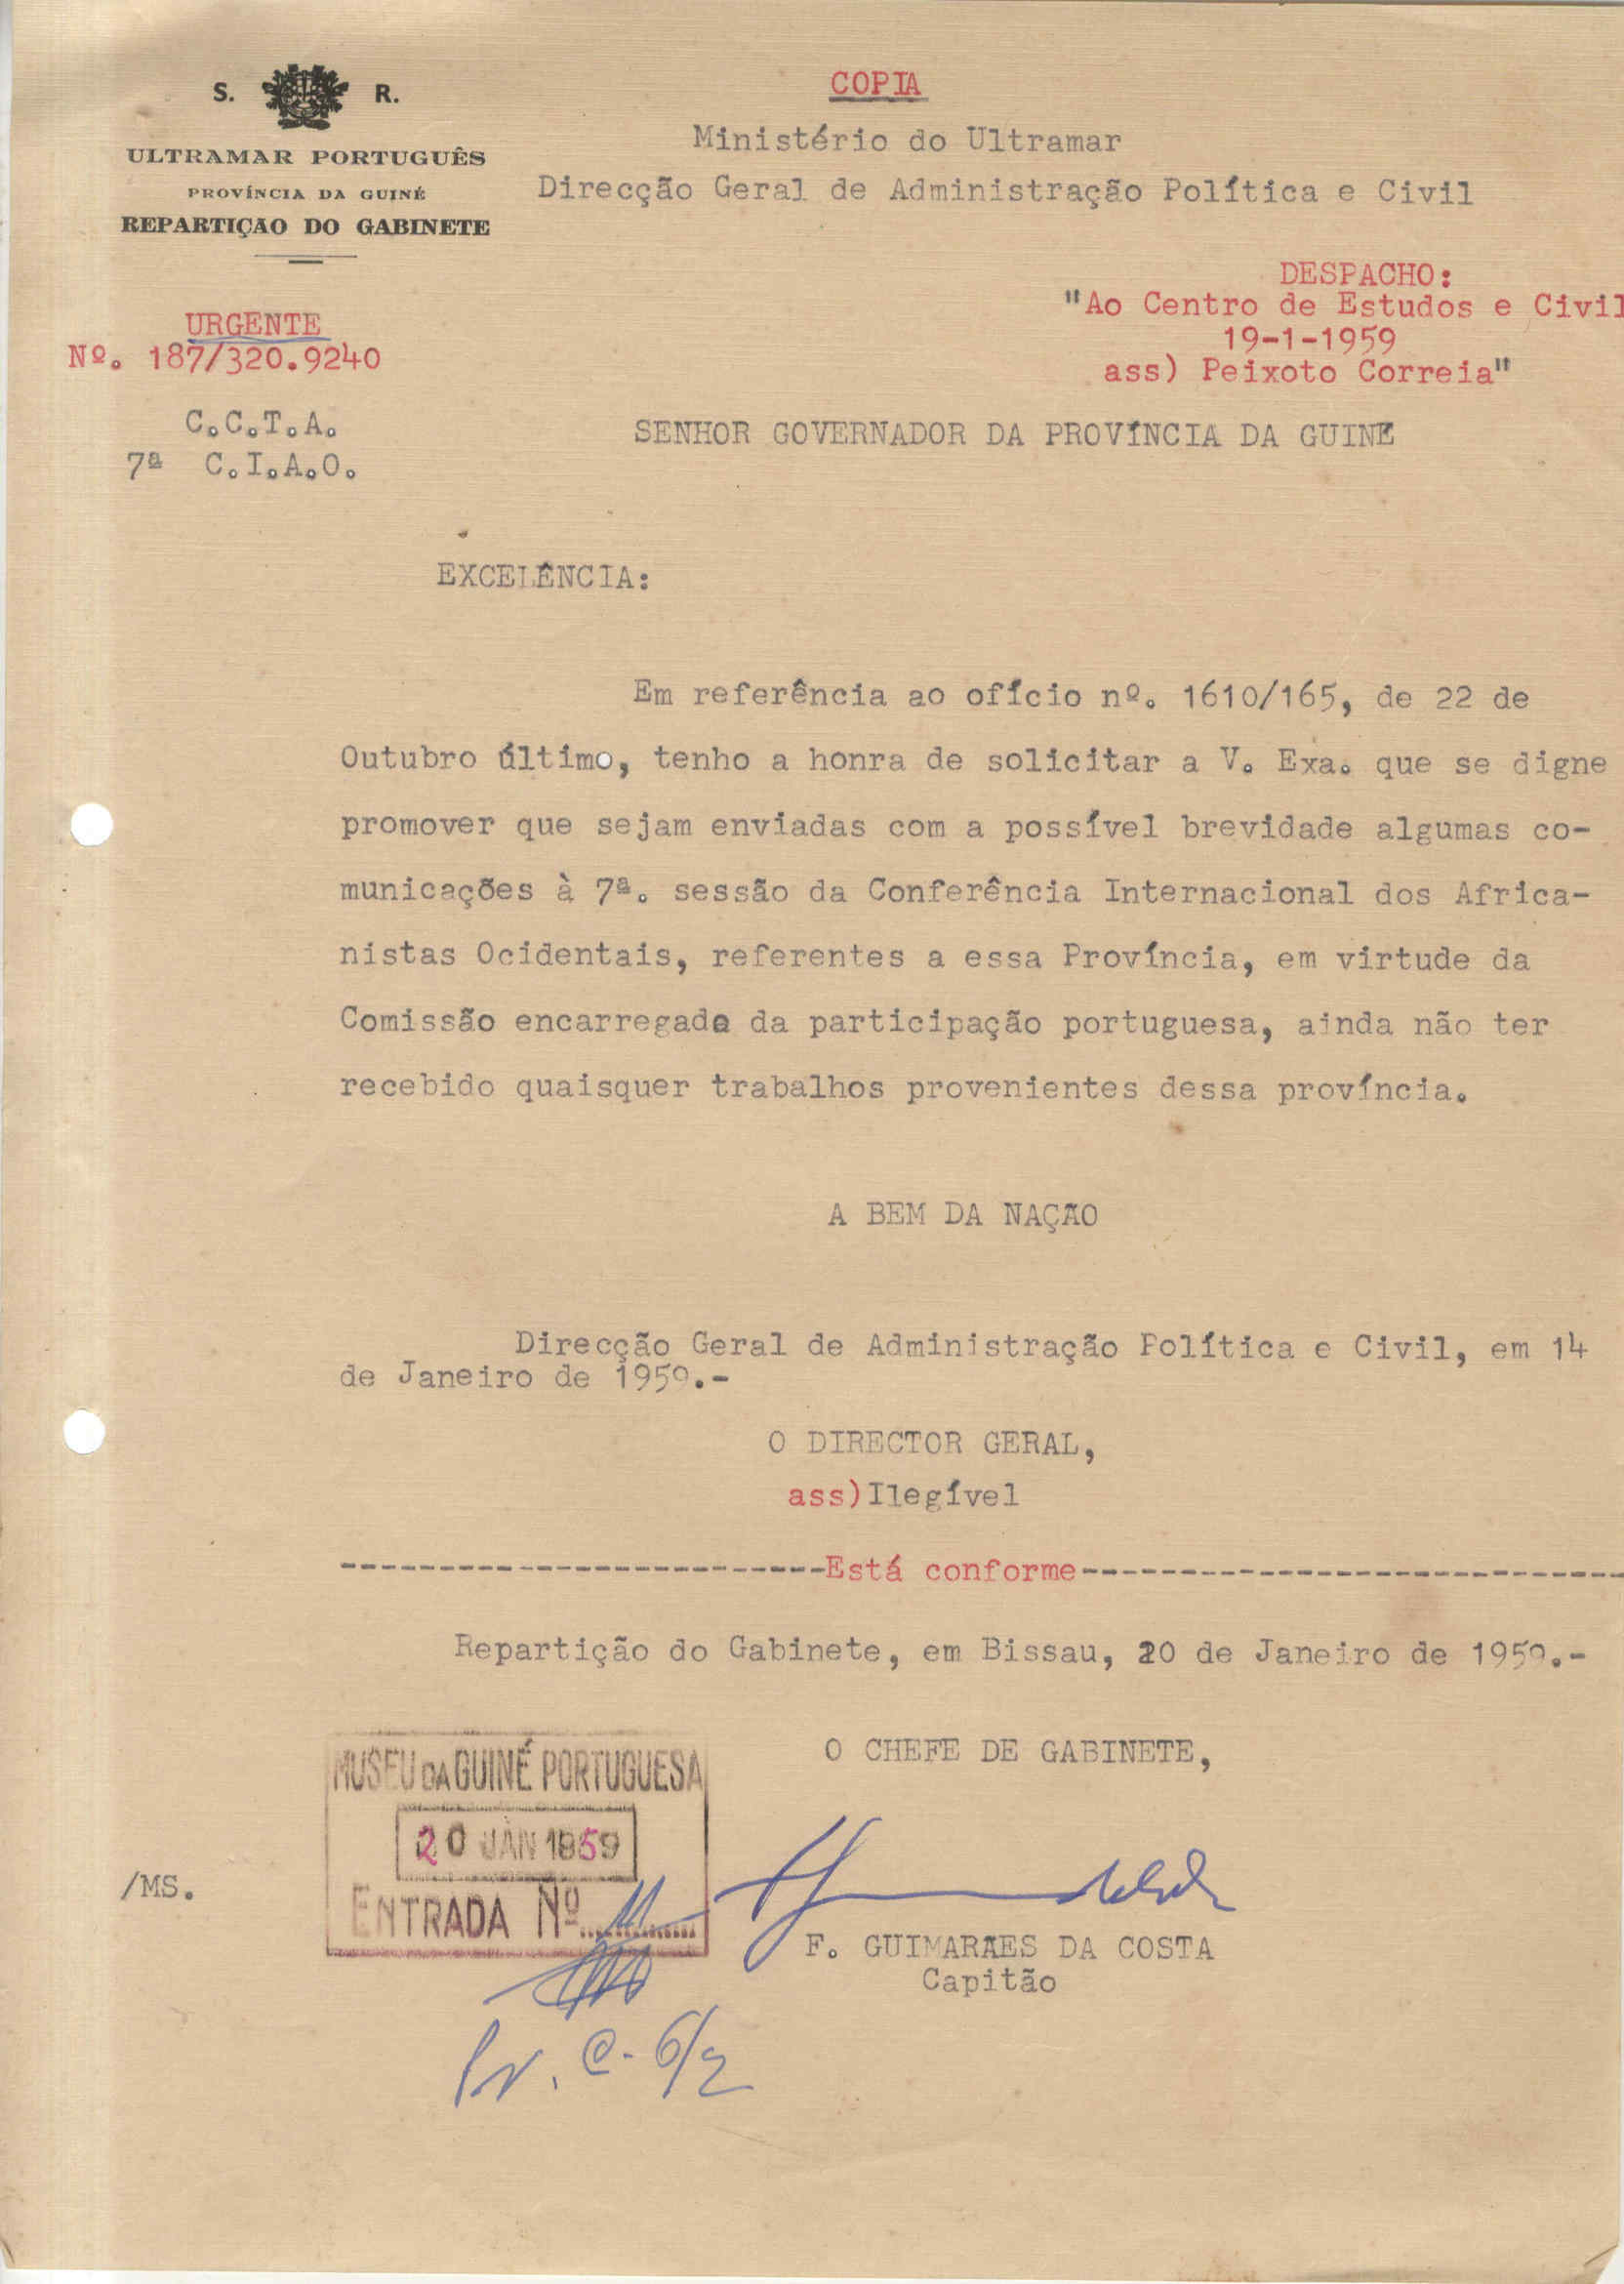 S. R.
ULTRAMAR PORTUGUÊS
PROVÍNCIA DA GUINÉ
REPARTIÇAO DO GABINETE
COPIA
Ministério do Ultramar
Direcção Geral de Administração Política e Civil
DESPACHO:
"Ao Centro de Estudos e Civil
19-1-1959
ass) Peixoto Correia"
URGENTE
Nº. 187/320.9240
C.C.T.A.
7ª C.I.A.O.
SENHOR GOVERNADOR DA PROVÍNCIA DA GUINÉ
EXCELÊNCIA:
Em referência ao ofício nº. 1610/165, de 22 de
Outubro último, tenho a honra de solicitar a V. Exa. que se digne
promover que sejam enviadas com a possível brevidade algumas co-
municações à 7ª. sessão da Conferência Internacional dos Africa-
nistas Ocidentais, referentes a essa Província, em virtude da
Comissão encarregada da participação portuguesa, ainda não ter
recebido quaisquer trabalhos provenientes dessa província.
A BEM DA NAÇÃO
Direcção Geral de Administração Política e Civil, em 14
de Janeiro de 1959.-
O DIRECTOR GERAL,
ass)Ilegível
-------------------------Está conforme----------------------------
Repartição do Gabinete, em Bissau, 20 de Janeiro de 1959.-
O CHEFE DE GABINETE,
MUSEU DA GUINÉ PORTUGUESA
20 JAN 1959
ENTRADA Nº
/MS.
F. GUIMARÃES DA COSTA
Capitão
6/2